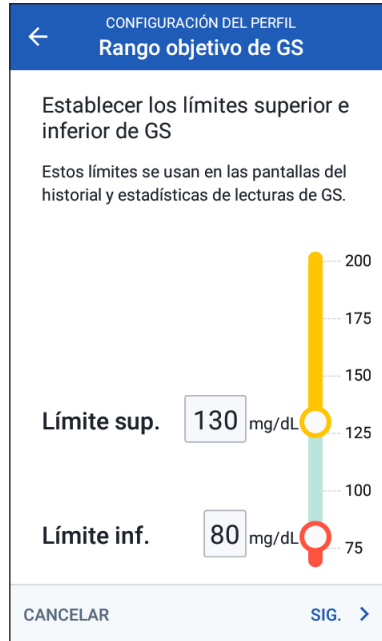 CONFIGURACIÓN DEL PERFIL
Rango objetivo de GS
Establecer los límites superior e
inferior de GS
Estos límites se usan en las pantallas del
historial y estadísticas de lecturas de GS.
200
175
150
Límite sup. 130 mg/dL
125
100
Límite inf. 80 mg/dL
75
CANCELAR
SIG.